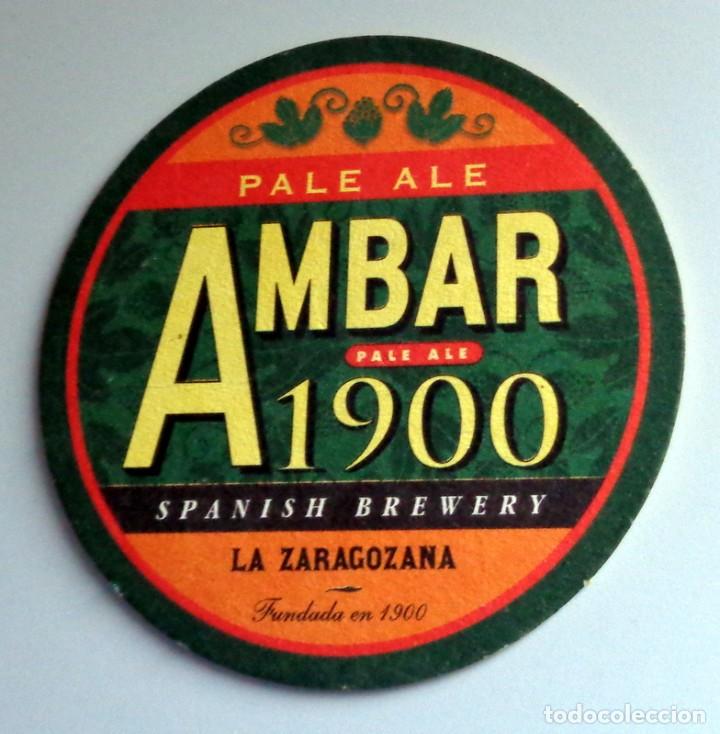 PALE ALE
AMBAR
PALE ALE
1900
SPANISH BREWERY
LA ZARAGOZANA
Fundada en 1900
todocoleccion